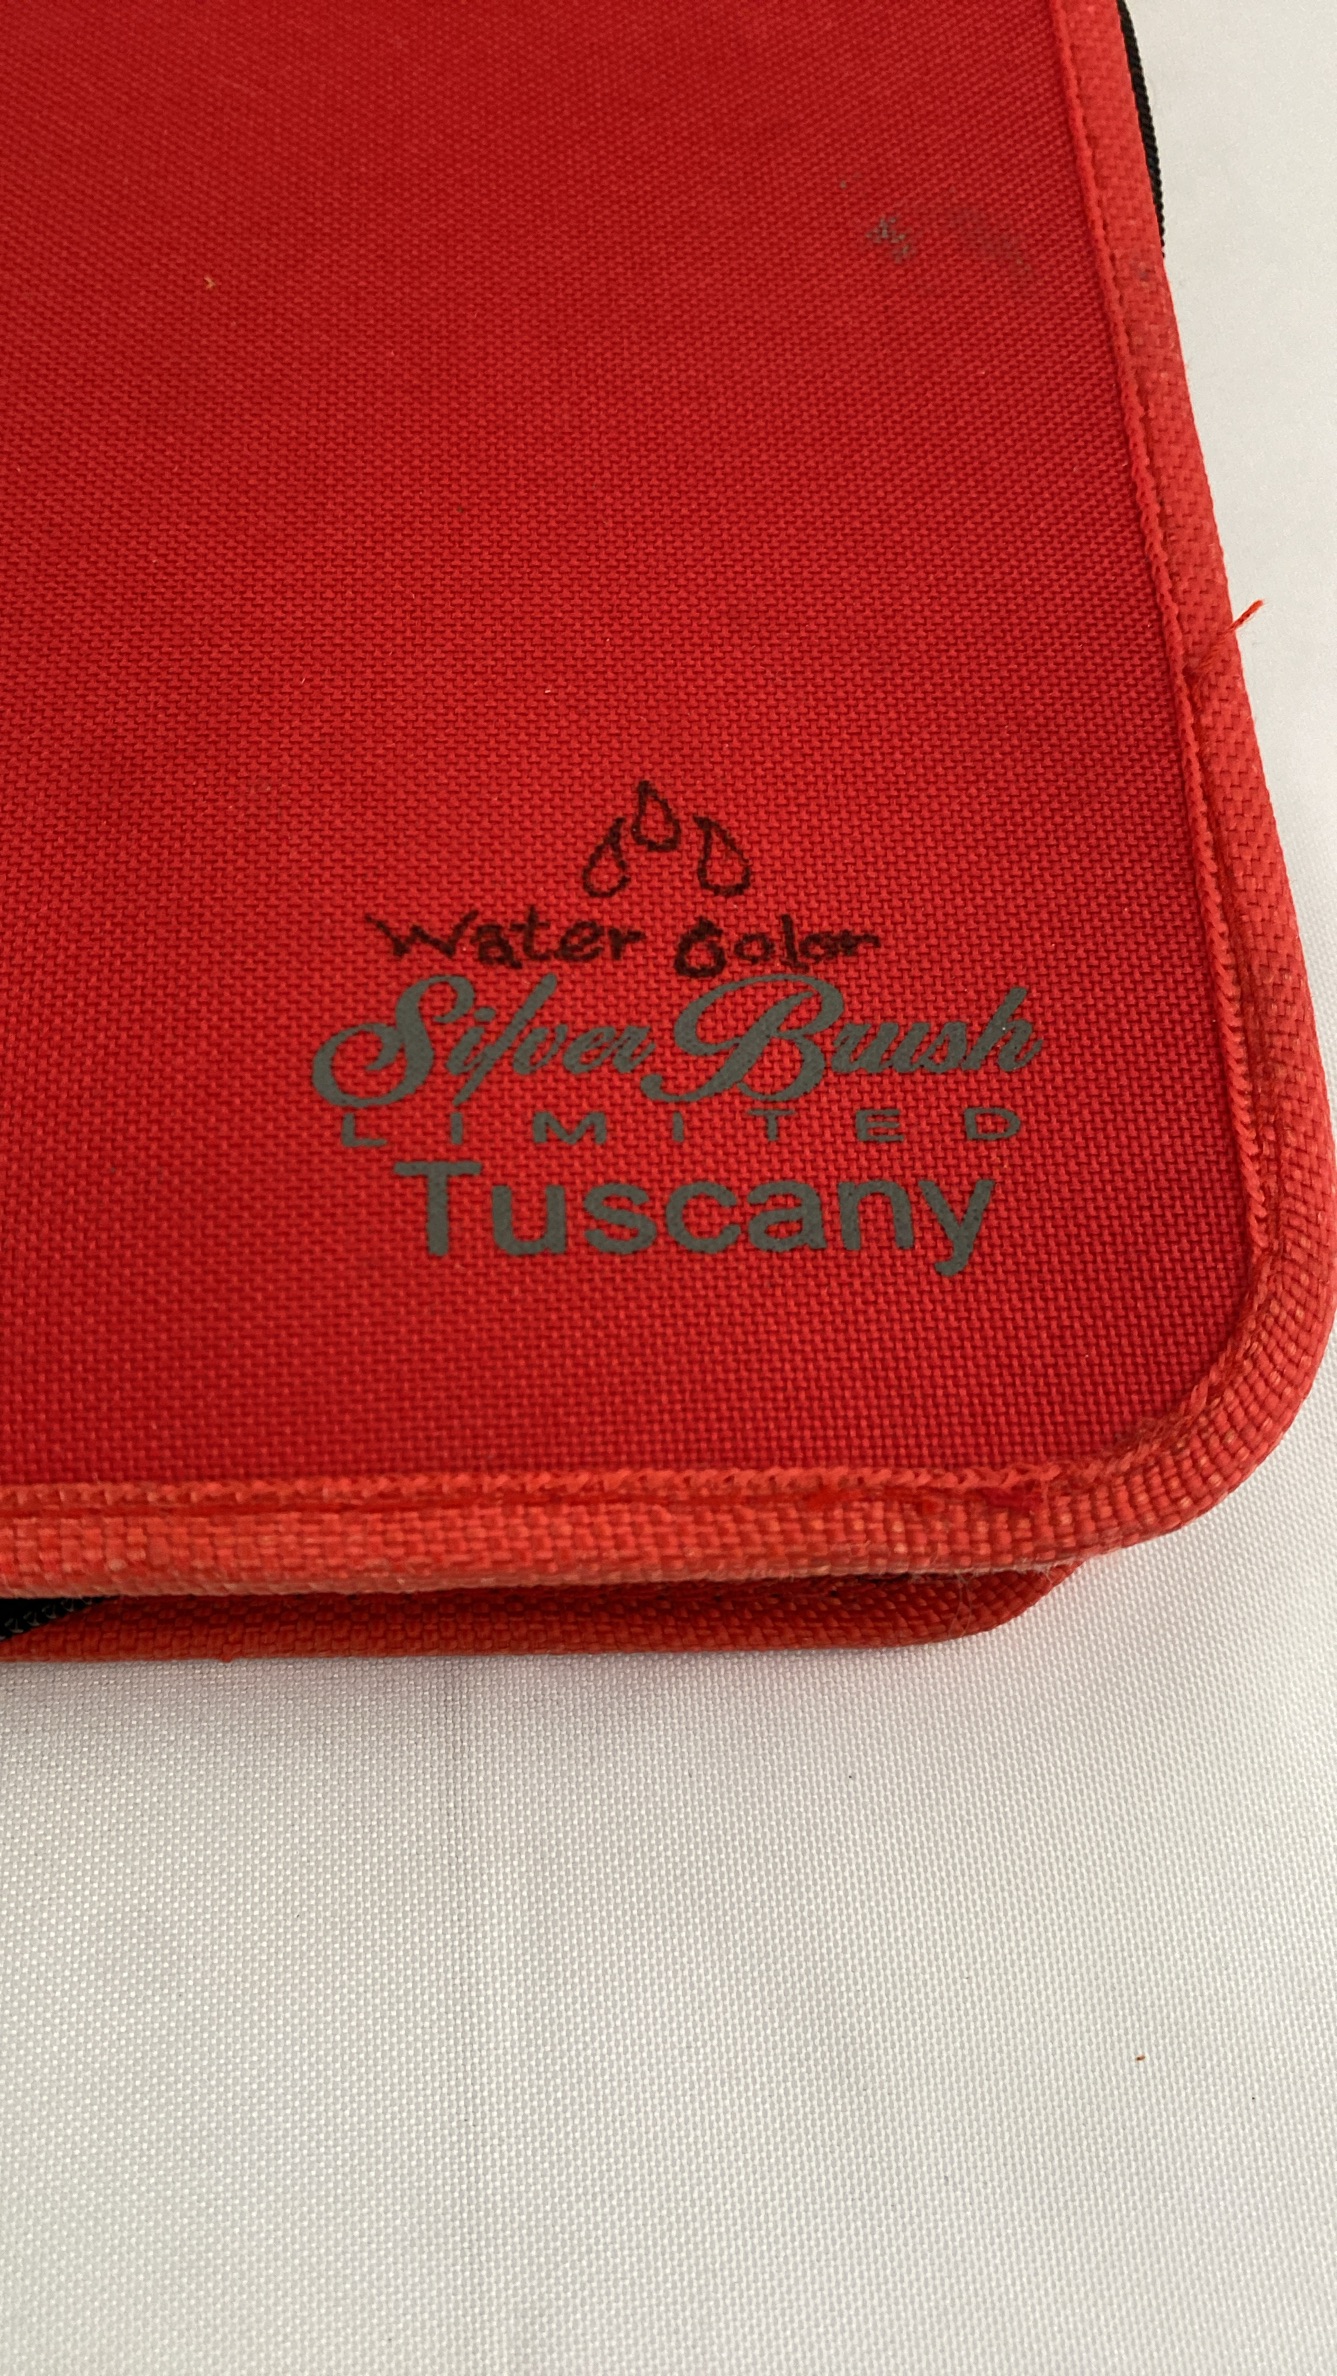 Water Color
Silver Brush
LIMITED
Tuscany